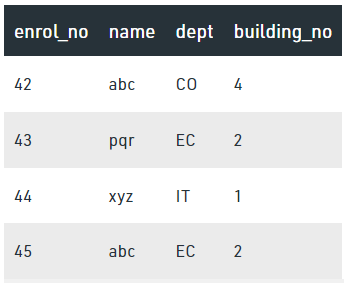 enrol_no name dept building_no
42 abc CO 4
43 pqr EC 2
44 xyz IT 1
45 abc EC 2